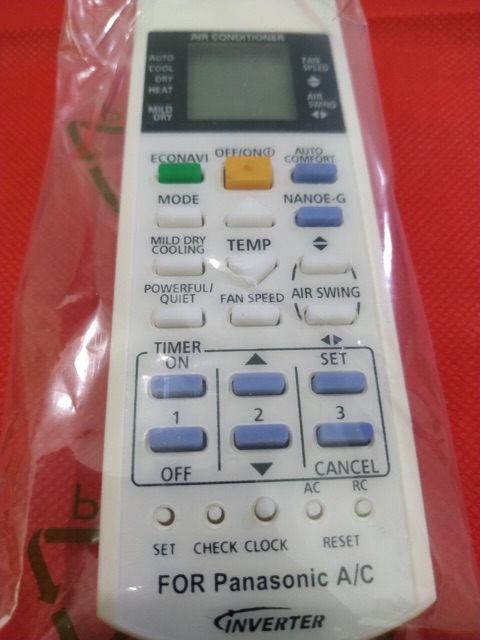 AIR CONDITIONER
AUTO
COOL
DRY
HEAT
MILD
DRY
FAN
SPEED
AIR
SWING
ECONAVI
OFF/ON
AUTO
COMFORT
MODE
NANOE-G
MILD DRY
COOLING
TEMP
POWERFUL/
QUIET
FAN SPEED
AIR SWING
TIMER
ON
SET
1
2
3
OFF
CANCEL
AC
RC
SET
CHECK
CLOCK
RESET
FOR Panasonic A/C
INVERTER